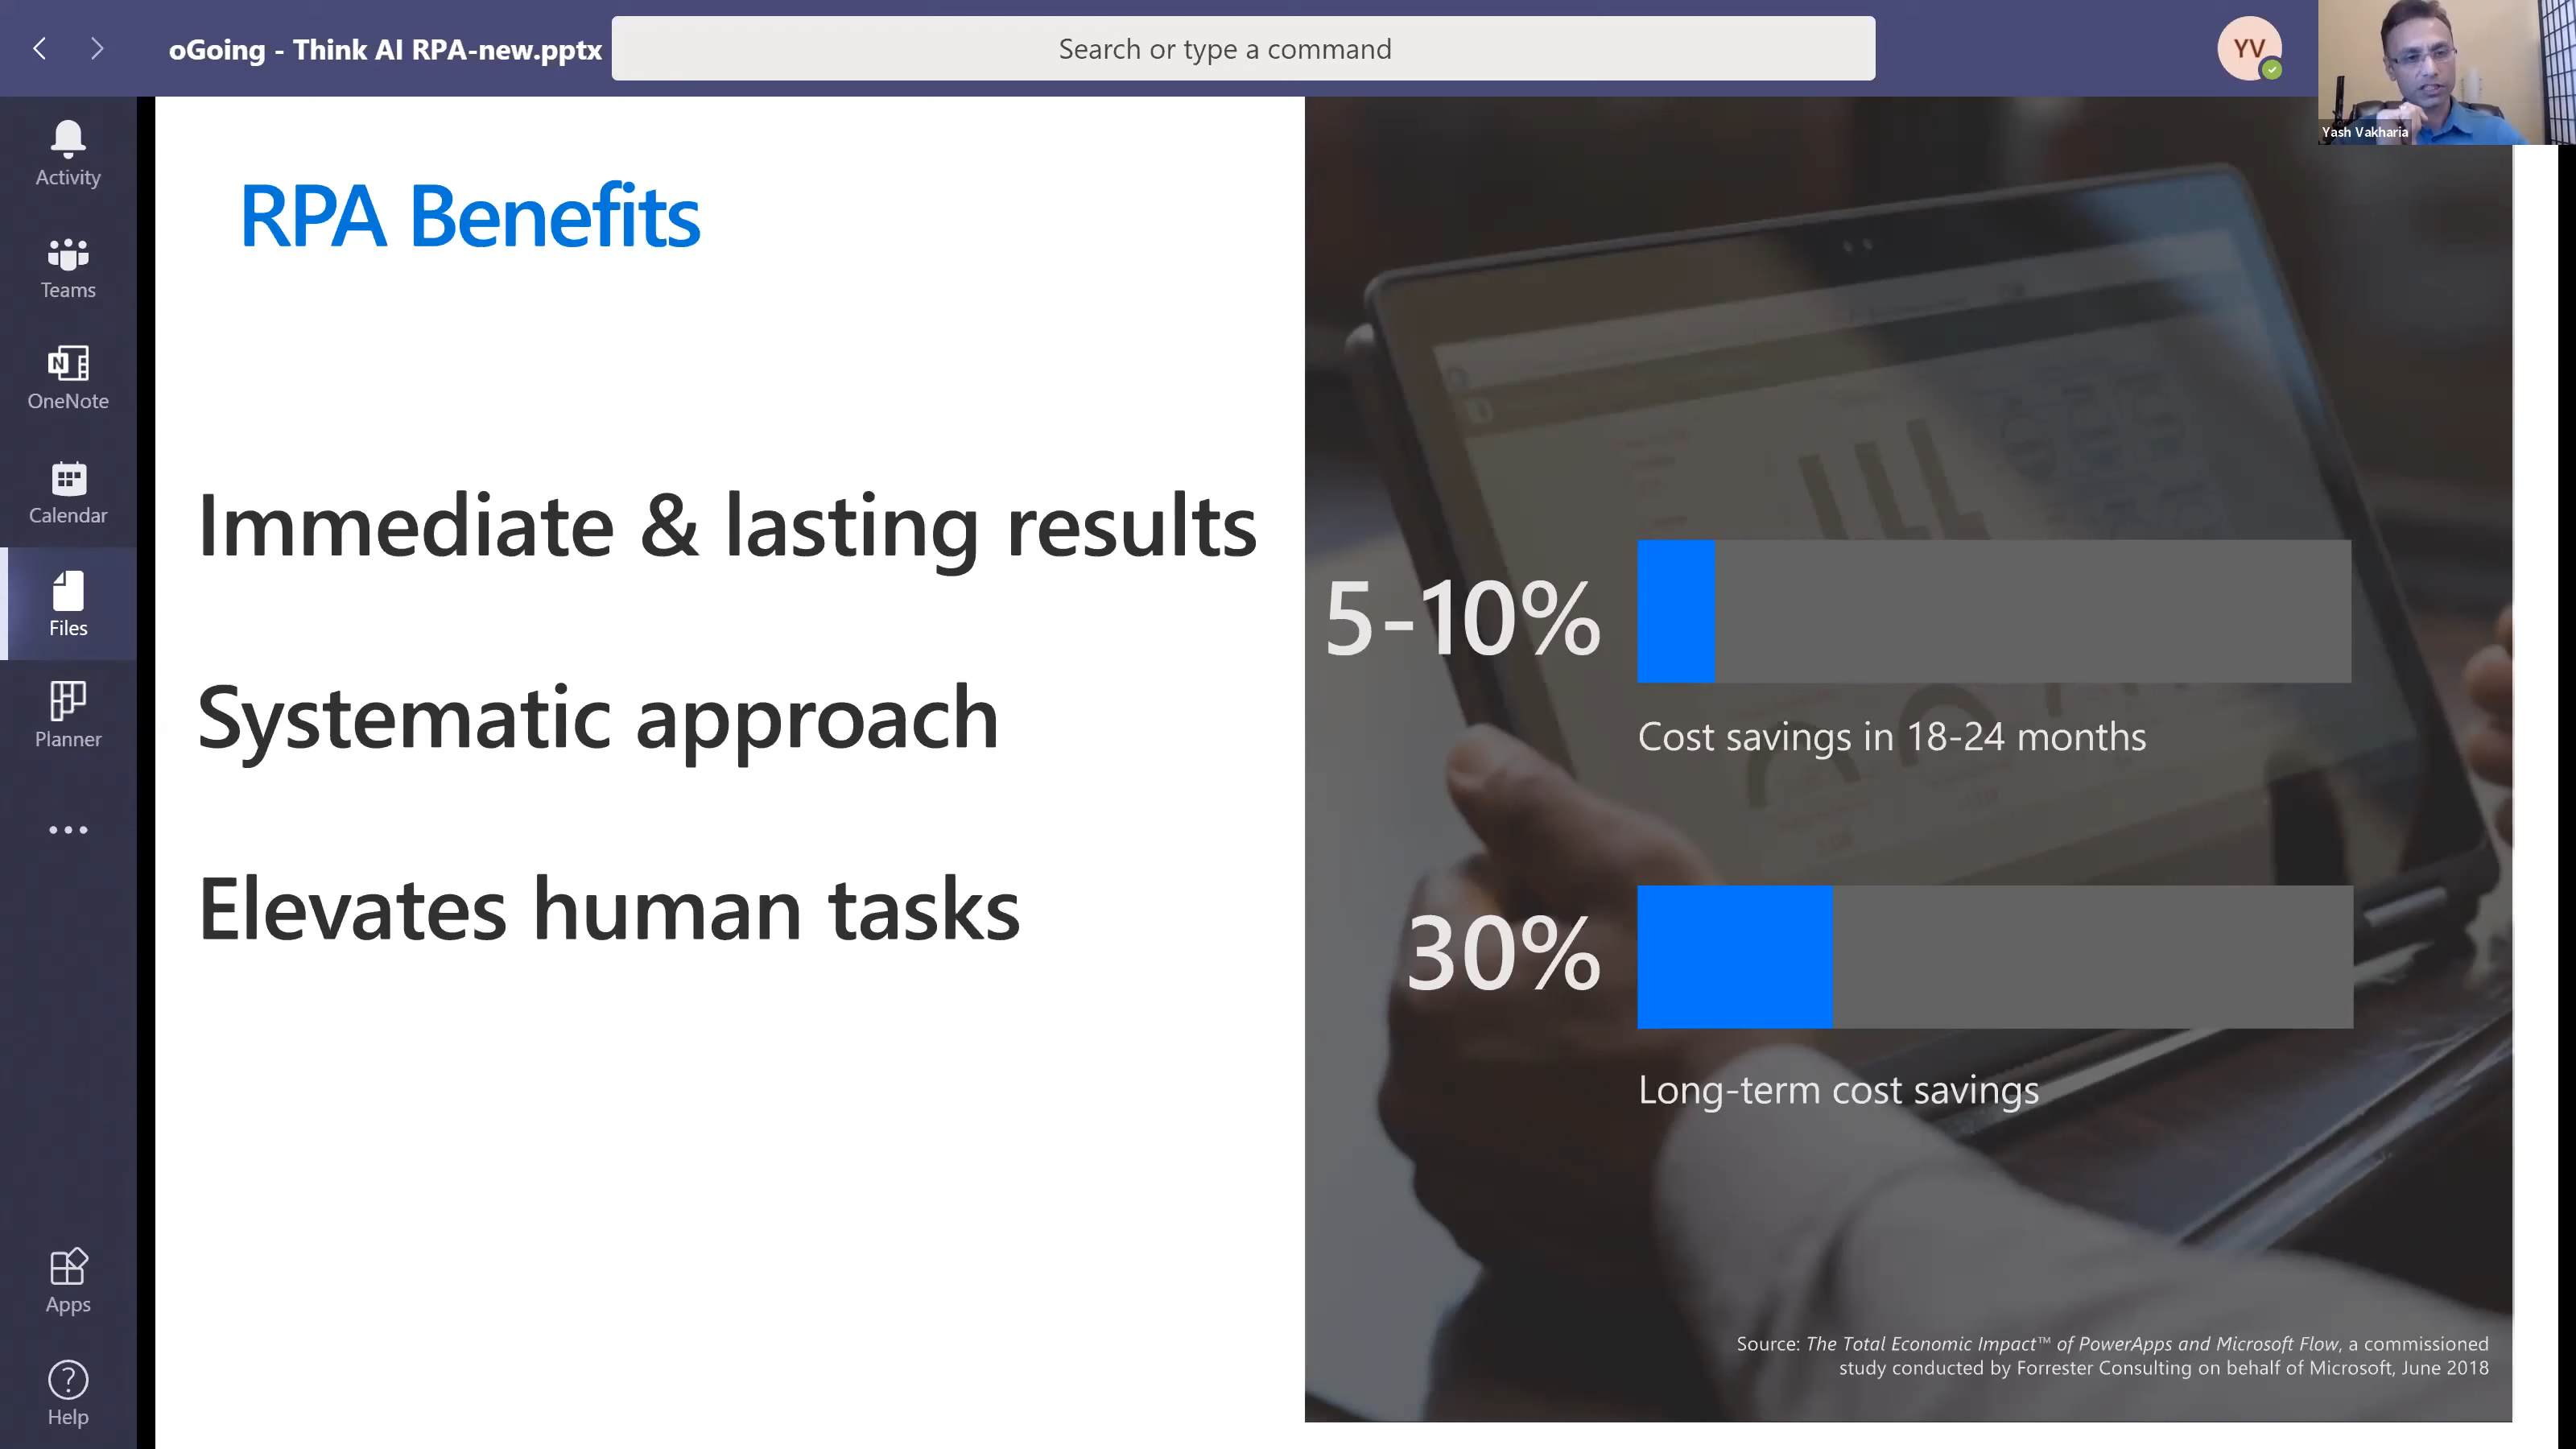 oGoing - Think AI RPA-new.pptx
Search or type a command
YV
Yash Vakharia
Activity
Teams
OneNote
Calendar
Files
Planner
Apps
Help
RPA Benefits
Immediate & lasting results
Systematic approach
Elevates human tasks
5-10%
Cost savings in 18-24 months
30%
Long-term cost savings
Source: The Total Economic Impact™ of PowerApps and Microsoft Flow, a commissioned
study conducted by Forrester Consulting on behalf of Microsoft, June 2018